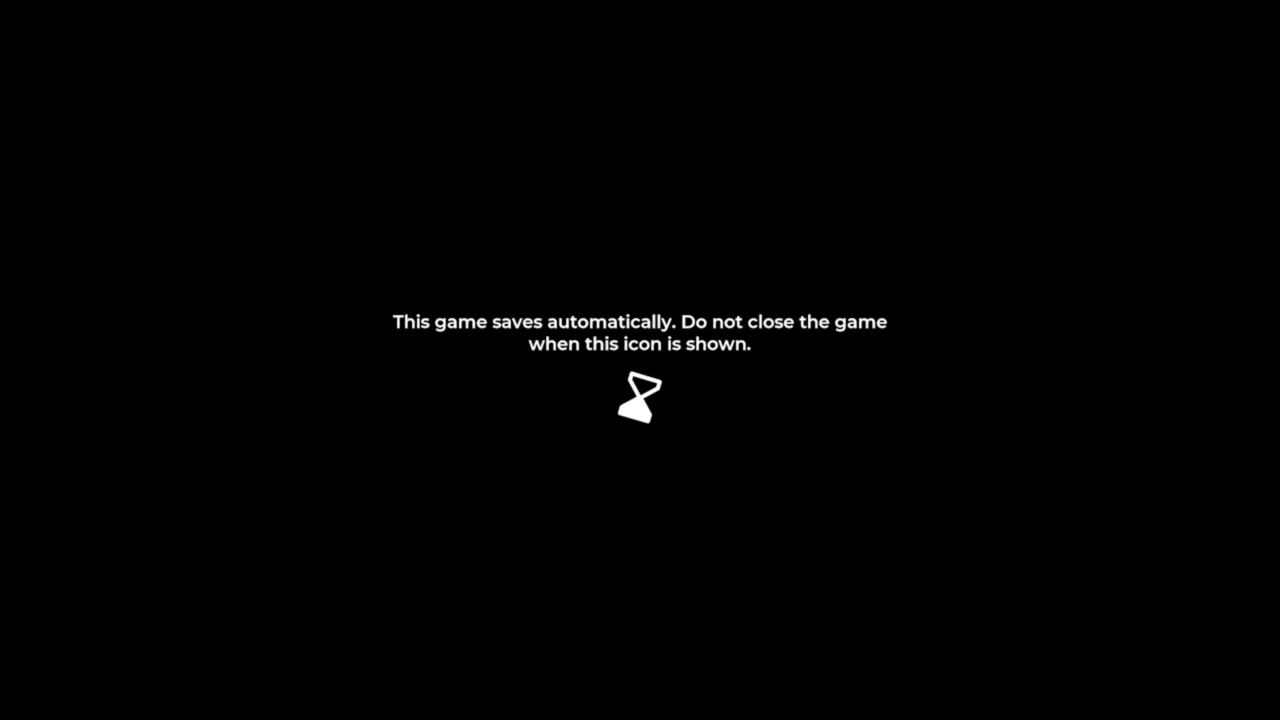 This game saves automatically. Do not close the game
when this icon is shown.